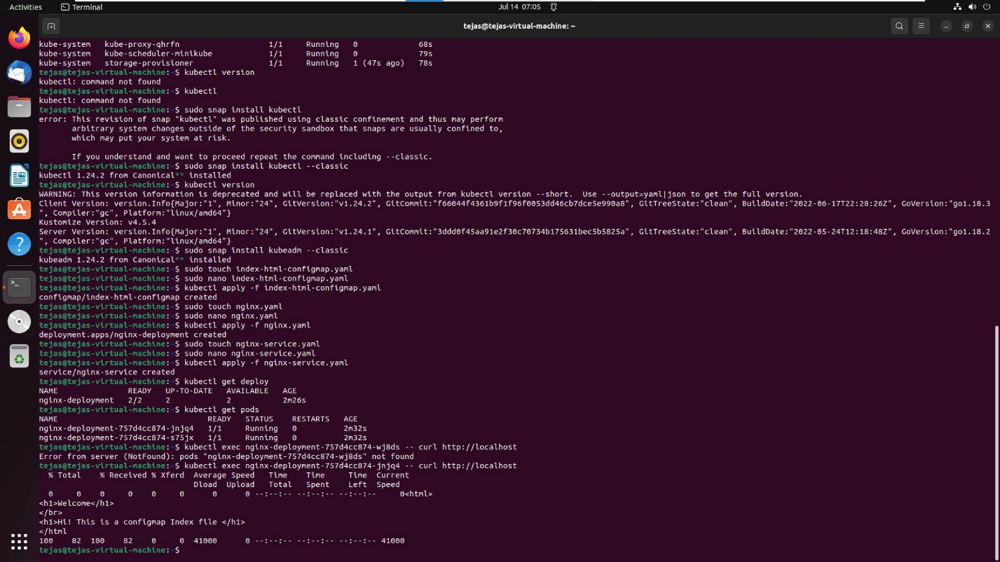 Activities
Terminal
Jul 14 07:05
tejas@tejas-virtual-machine: ~
kube-system kube-proxy-qhrfn 1/1 Running 0 68s
kube-system kube-scheduler-minikube 1/1 Running 0 79s
kube-system storage-provisioner 1/1 Running 1 (47s ago) 78s
tejas@tejas-virtual-machine:~$ kubectl version
kubectl: command not found
tejas@tejas-virtual-machine:~$ kubectl
kubectl: command not found
tejas@tejas-virtual-machine:~$ sudo snap install kubectl
error: This revision of snap "kubectl" was published using classic confinement and thus may perform
arbitrary system changes outside of the security sandbox that snaps are usually confined to,
which may put your system at risk.
If you understand and want to proceed repeat the command including --classic.
tejas@tejas-virtual-machine:~$ sudo snap install kubectl --classic
kubectl 1.24.2 from Canonical** installed
tejas@tejas-virtual-machine:~$ kubectl version
WARNING: This version information is deprecated and will be replaced with the output from kubectl version --short.  Use --output=yaml|json to get the full version.
Client Version: version.Info{Major:"1", Minor:"24", GitVersion:"v1.24.2", GitCommit:"f66044f4361b9f1f96f0053dd46cb7dce5e990a8", GitTreeState:"clean", BuildDate:"2022-06-17T22:28:26Z", GoVersion:"go1.18.3
", Compiler:"gc", Platform:"linux/amd64"}
Kustomize Version: v4.5.4
Server Version: version.Info{Major:"1", Minor:"24", GitVersion:"v1.24.1", GitCommit:"3ddd0f45aa91e2f30c70734b175631bec5b5825a", GitTreeState:"clean", BuildDate:"2022-05-24T12:18:48Z", GoVersion:"go1.18.2
", Compiler:"gc", Platform:"linux/amd64"}
tejas@tejas-virtual-machine:~$ sudo snap install kubeadm --classic
kubeadm 1.24.2 from Canonical** installed
tejas@tejas-virtual-machine:~$ sudo touch index-html-configmap.yaml
tejas@tejas-virtual-machine:~$ sudo nano index-html-configmap.yaml
tejas@tejas-virtual-machine:~$ kubectl apply -f index-html-configmap.yaml
configmap/index-html-configmap created
tejas@tejas-virtual-machine:~$ sudo touch nginx.yaml
tejas@tejas-virtual-machine:~$ sudo nano nginx.yaml
tejas@tejas-virtual-machine:~$ kubectl apply -f nginx.yaml
deployment.apps/nginx-deployment created
tejas@tejas-virtual-machine:~$ sudo touch nginx-service.yaml
tejas@tejas-virtual-machine:~$ sudo nano nginx-service.yaml
tejas@tejas-virtual-machine:~$ kubectl apply -f nginx-service.yaml
service/nginx-service created
tejas@tejas-virtual-machine:~$ kubectl get deploy
NAME READY UP-TO-DATE AVAILABLE AGE
nginx-deployment 2/2 2 2 2m26s
tejas@tejas-virtual-machine:~$ kubectl get pods
NAME READY STATUS RESTARTS AGE
nginx-deployment-757d4cc874-jnjq4 1/1 Running 0 2m32s
nginx-deployment-757d4cc874-s75jx 1/1 Running 0 2m32s
tejas@tejas-virtual-machine:~$ kubectl exec nginx-deployment-757d4cc874-wj8ds -- curl http://localhost
Error from server (NotFound): pods "nginx-deployment-757d4cc874-wj8ds" not found
tejas@tejas-virtual-machine:~$ kubectl exec nginx-deployment-757d4cc874-jnjq4 -- curl http://localhost
% Total % Received % Xferd Average Speed Time Time Time Current
Dload Upload Total Spent Left Speed
0 0 0 0 0 0 0 0 --:--:-- --:--:-- --:--:-- 0<html>
<h1>Welcome</h1>
</br>
<h1>Hi! This is a configmap Index file </h1>
</html
100 82 100 82 0 0 41000 0 --:--:-- --:--:-- --:--:-- 41000
tejas@tejas-virtual-machine:~$